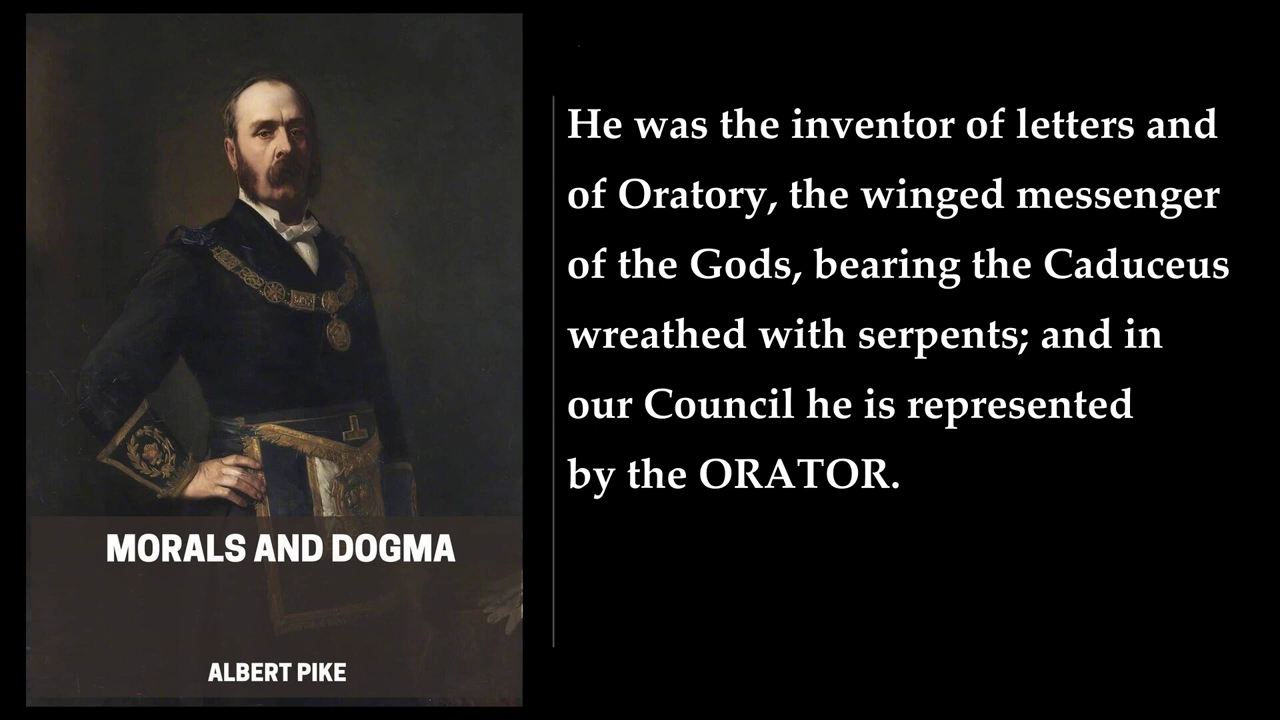 MORALS AND DOGMA
ALBERT PIKE
He was the inventor of letters and
of Oratory, the winged messenger
of the Gods, bearing the Caduceus
wreathed with serpents; and in
our Council he is represented
by the ORATOR.